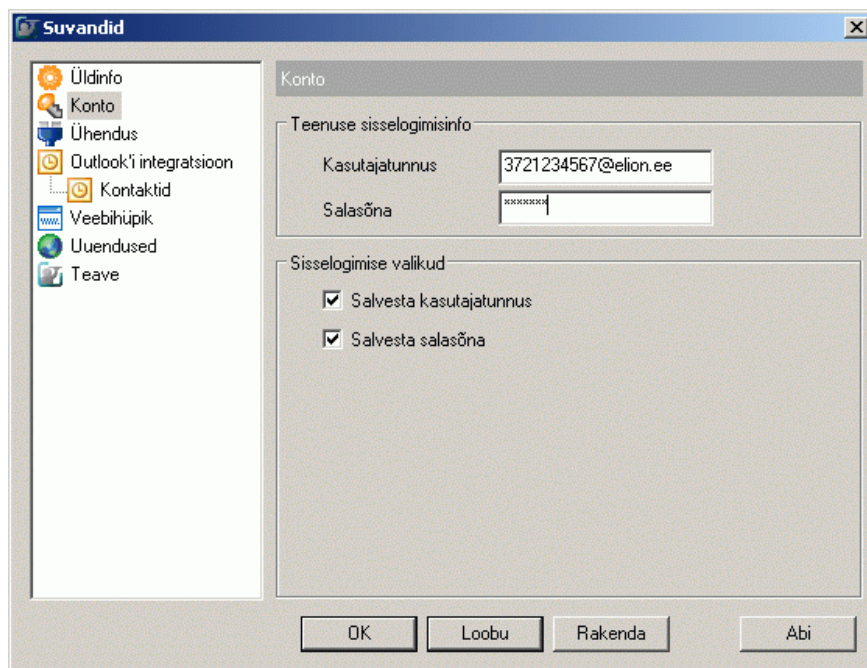 Suvandid
Üldinfo
Konto
Ühendus
Outlook'i integratsioon
Kontaktid
Veebihüpik
Uuendused
Teave
Konto
Teenuse sisselogimisinfo
Kasutajatunnus 3721234567@elion.ee
Salasõna *******
Sisselogimise valikud
Salvesta kasutajatunnus
Salvesta salasõna
OK Loobu Rakenda Abi